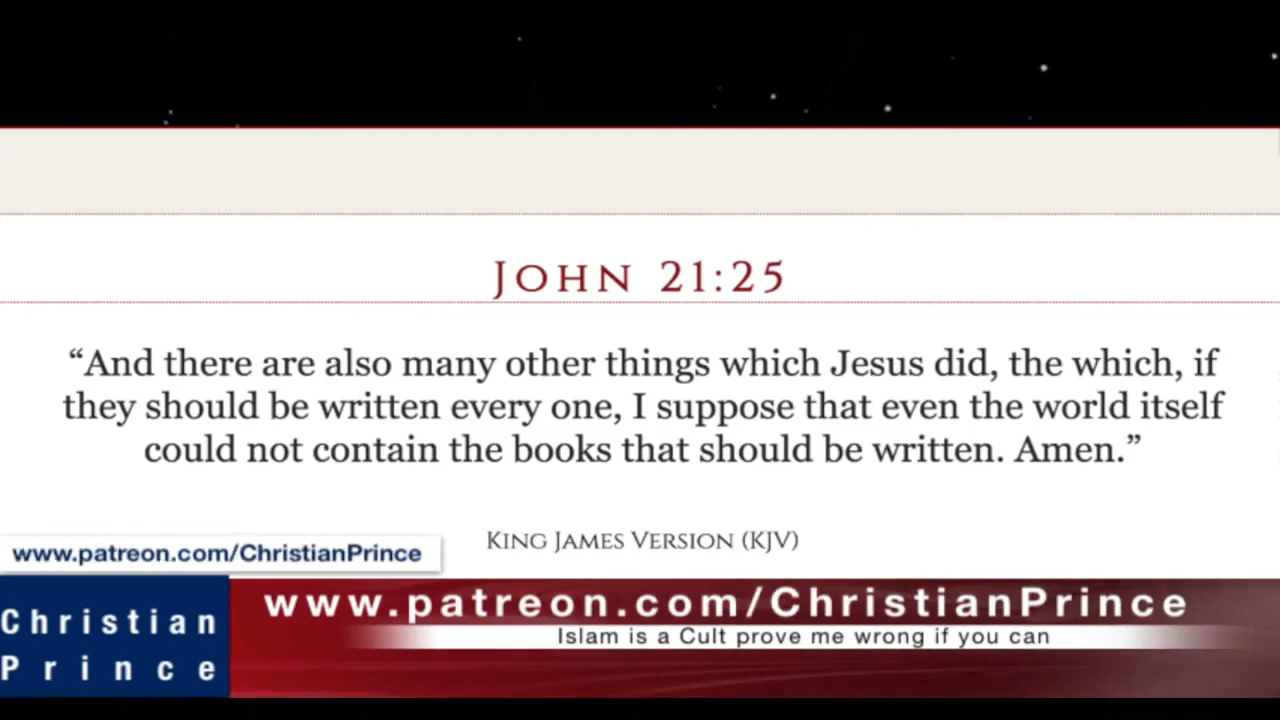 JOHN 21:25
“And there are also many other things which Jesus did, the which, if
they should be written every one, I suppose that even the world itself
could not contain the books that should be written. Amen.”
KING JAMES VERSION (KJV)
www.patreon.com/ChristianPrince
Christian
Prince
www.patreon.com/ChristianPrince
Islam is a Cult prove me wrong if you can